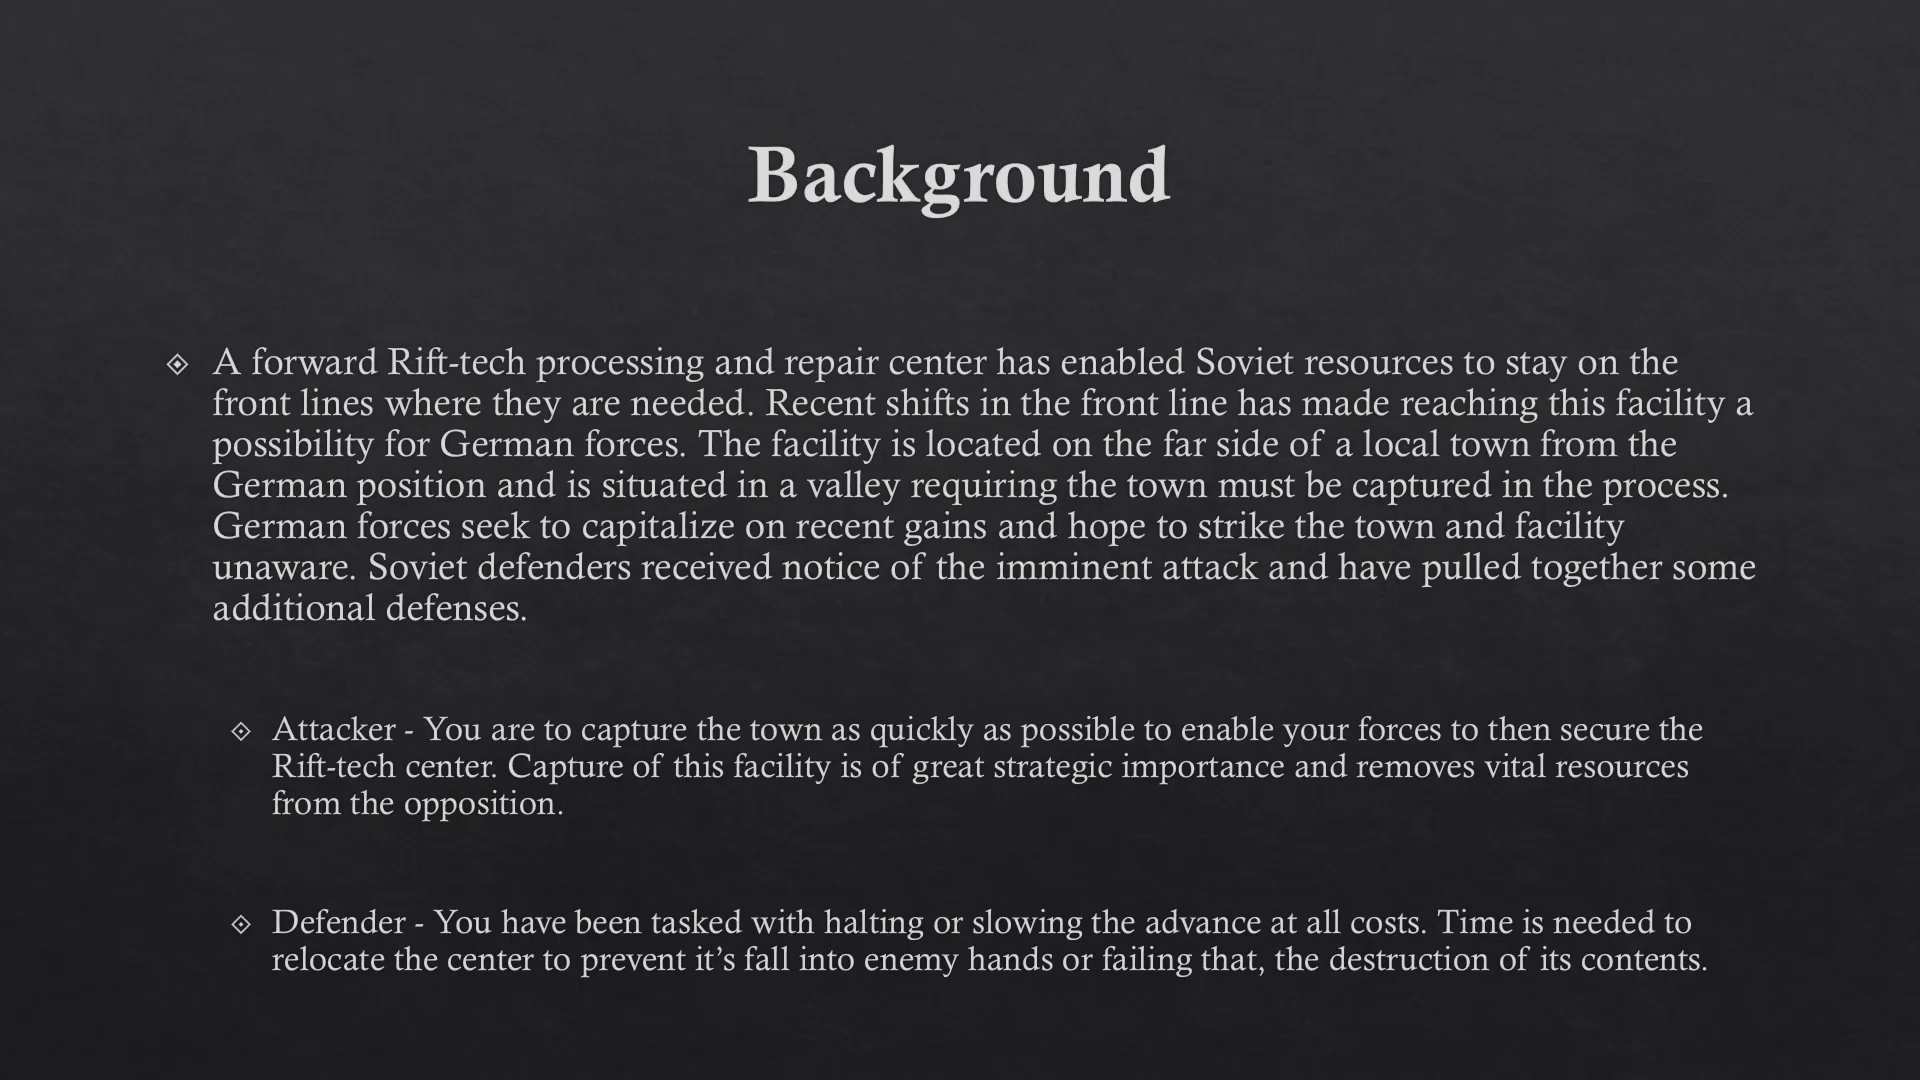 Background
A forward Rift-tech processing and repair center has enabled Soviet resources to stay on the
front lines where they are needed. Recent shifts in the front line has made reaching this facility a
possibility for German forces. The facility is located on the far side of a local town from the
German position and is situated in a valley requiring the town must be captured in the process.
German forces seek to capitalize on recent gains and hope to strike the town and facility
unaware. Soviet defenders received notice of the imminent attack and have pulled together some
additional defenses.
Attacker - You are to capture the town as quickly as possible to enable your forces to then secure the
Rift-tech center. Capture of this facility is of great strategic importance and removes vital resources
from the opposition.
Defender - You have been tasked with halting or slowing the advance at all costs. Time is needed to
relocate the center to prevent it’s fall into enemy hands or failing that, the destruction of its contents.